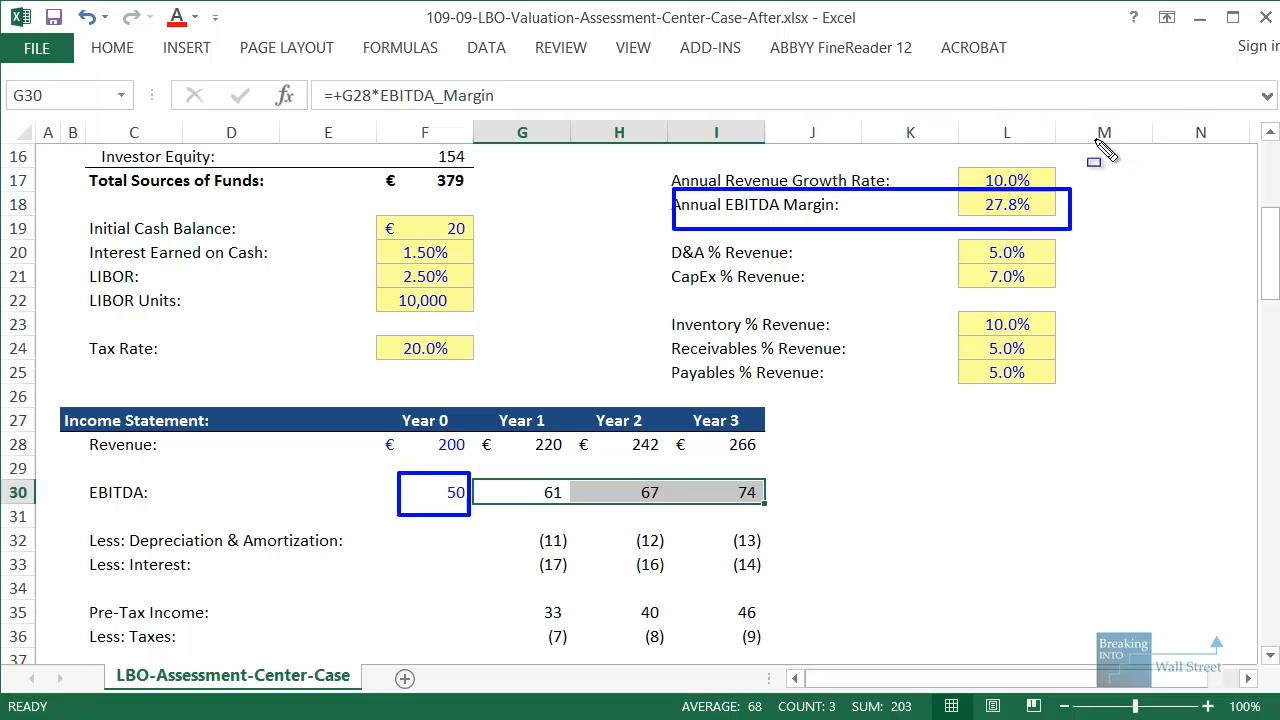 109-09-LBO-Valuation-Assessment-Center-Case-After.xlsx - Excel
FILE HOME INSERT PAGE LAYOUT FORMULAS DATA REVIEW VIEW ADD-INS ABBYY FineReader 12 ACROBAT Sign in
G30 fx =+G28*EBITDA_Margin
A B C D E F G H I J K L M N
16 Investor Equity: 154
17 Total Sources of Funds: € 379 Annual Revenue Growth Rate: 10.0%
18 Annual EBITDA Margin: 27.8%
19 Initial Cash Balance: € 20
20 Interest Earned on Cash: 1.50% D&A % Revenue: 5.0%
21 LIBOR: 2.50% CapEx % Revenue: 7.0%
22 LIBOR Units: 10,000
23 Inventory % Revenue: 10.0%
24 Tax Rate: 20.0% Receivables % Revenue: 5.0%
25 Payables % Revenue: 5.0%
26
27 Income Statement: Year 0 Year 1 Year 2 Year 3
28 Revenue: € 200 € 220 € 242 € 266
29
30 EBITDA: 50 61 67 74
31
32 Less: Depreciation & Amortization: (11) (12) (13)
33 Less: Interest: (17) (16) (14)
34
35 Pre-Tax Income: 33 40 46
36 Less: Taxes: (7) (8) (9)
37
Breaking
INTO
Wall Street
LBO-Assessment-Center-Case
READY AVERAGE: 68 COUNT: 3 SUM: 203 100%